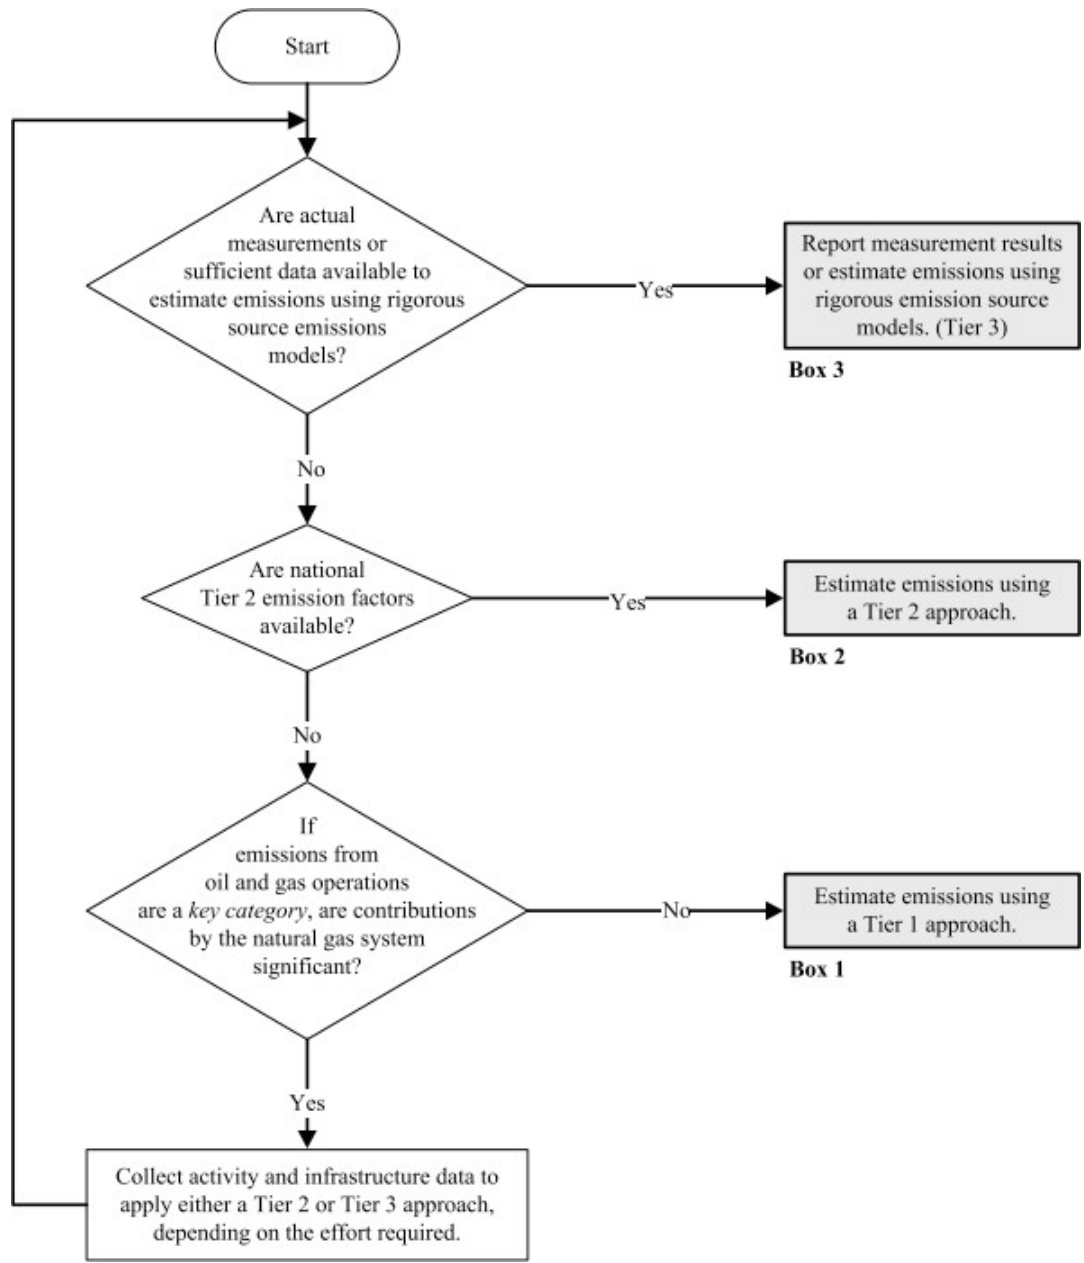 Start
Are actual
measurements or
sufficient data available to
estimate emissions using rigorous
source emissions
models?
Yes
Report measurement results
or estimate emissions using
rigorous emission source
models. (Tier 3)
Box 3
No
Are national
Tier 2 emission factors
available?
Yes
Estimate emissions using
a Tier 2 approach.
Box 2
No
If
emissions from
oil and gas operations
are a key category, are contributions
by the natural gas system
significant?
No
Estimate emissions using
a Tier 1 approach.
Box 1
Yes
Collect activity and infrastructure data to
apply either a Tier 2 or Tier 3 approach,
depending on the effort required.